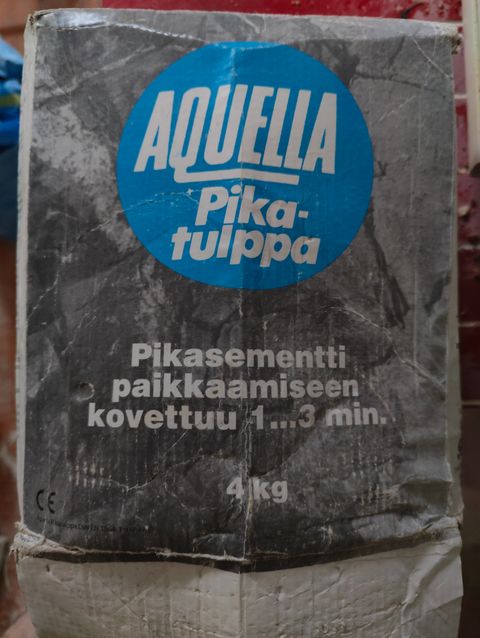 AQUELLA
Pika-
tulppa
Pikasementti
paikkaamiseen
kovettuu 1...3 min.
4 kg
CE